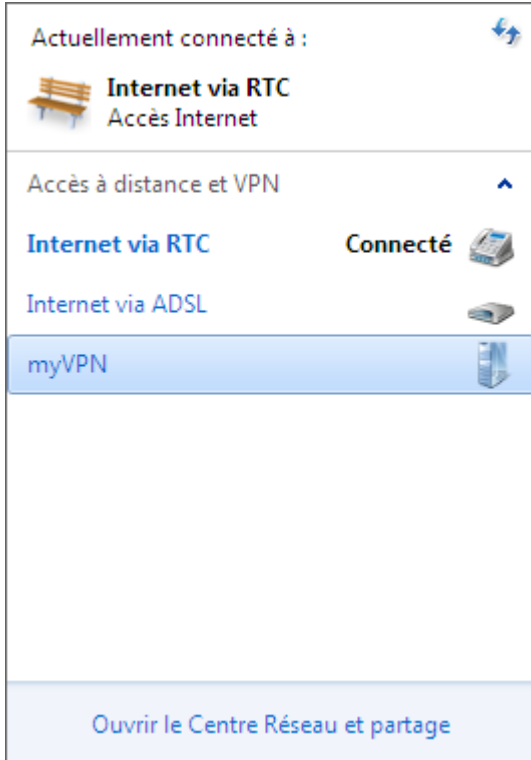 Actuellement connecté à :
Internet via RTC
Accès Internet
Accès à distance et VPN
Internet via RTC Connecté
Internet via ADSL
myVPN
Ouvrir le Centre Réseau et partage